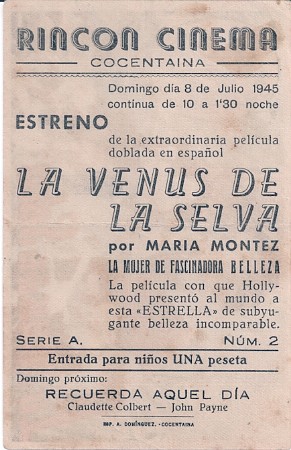 RINCON CINEMA
COCENTAINA
Domingo día 8 de Julio 1945
contínua de 10 a 1'30 noche
ESTRENO
de la extraordinaria película
doblada en español
LA VENUS DE
LA SELVA
por MARIA MONTEZ
LA MUJER DE FASCINADORA BELLEZA
La película con que Holly-
wood presentó al mundo a
esta «ESTRELLA» de subyu-
gante belleza incomparable.
SERIE A. NÚM. 2
Entrada para niños UNA peseta
Domingo próximo:
RECUERDA AQUEL DÍA
Claudette Colbert — John Payne
IMP. A. DOMÍNGUEZ. -COCENTAINA